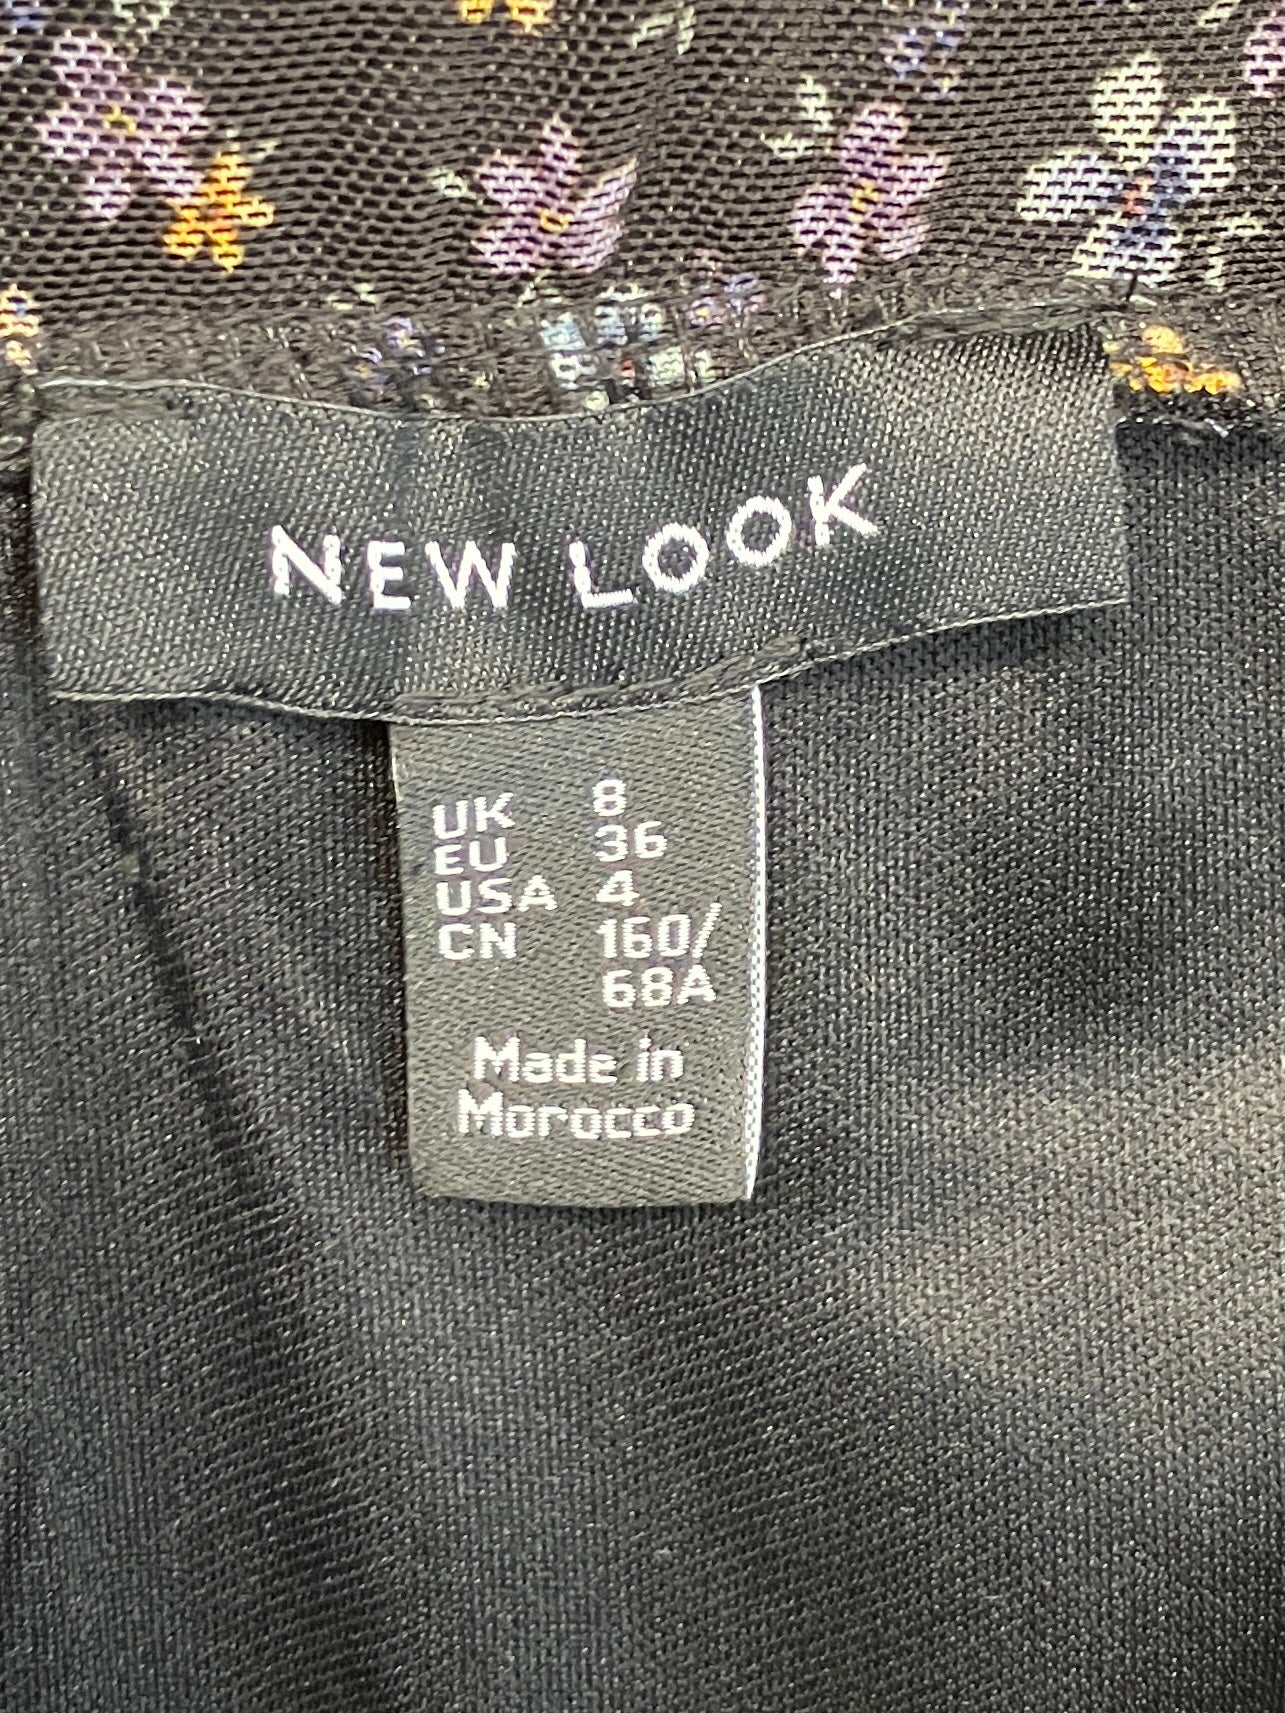 NEW LOOK
UK 8
EU 36
USA 4
CN 160/
68A
Made in
Morocco